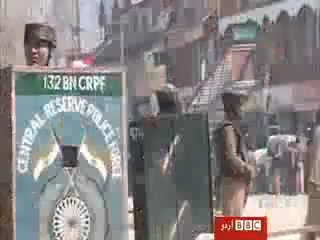 132 BN CRPF
CENTRAL RESERVE POLICE FORCE
BBC اردو